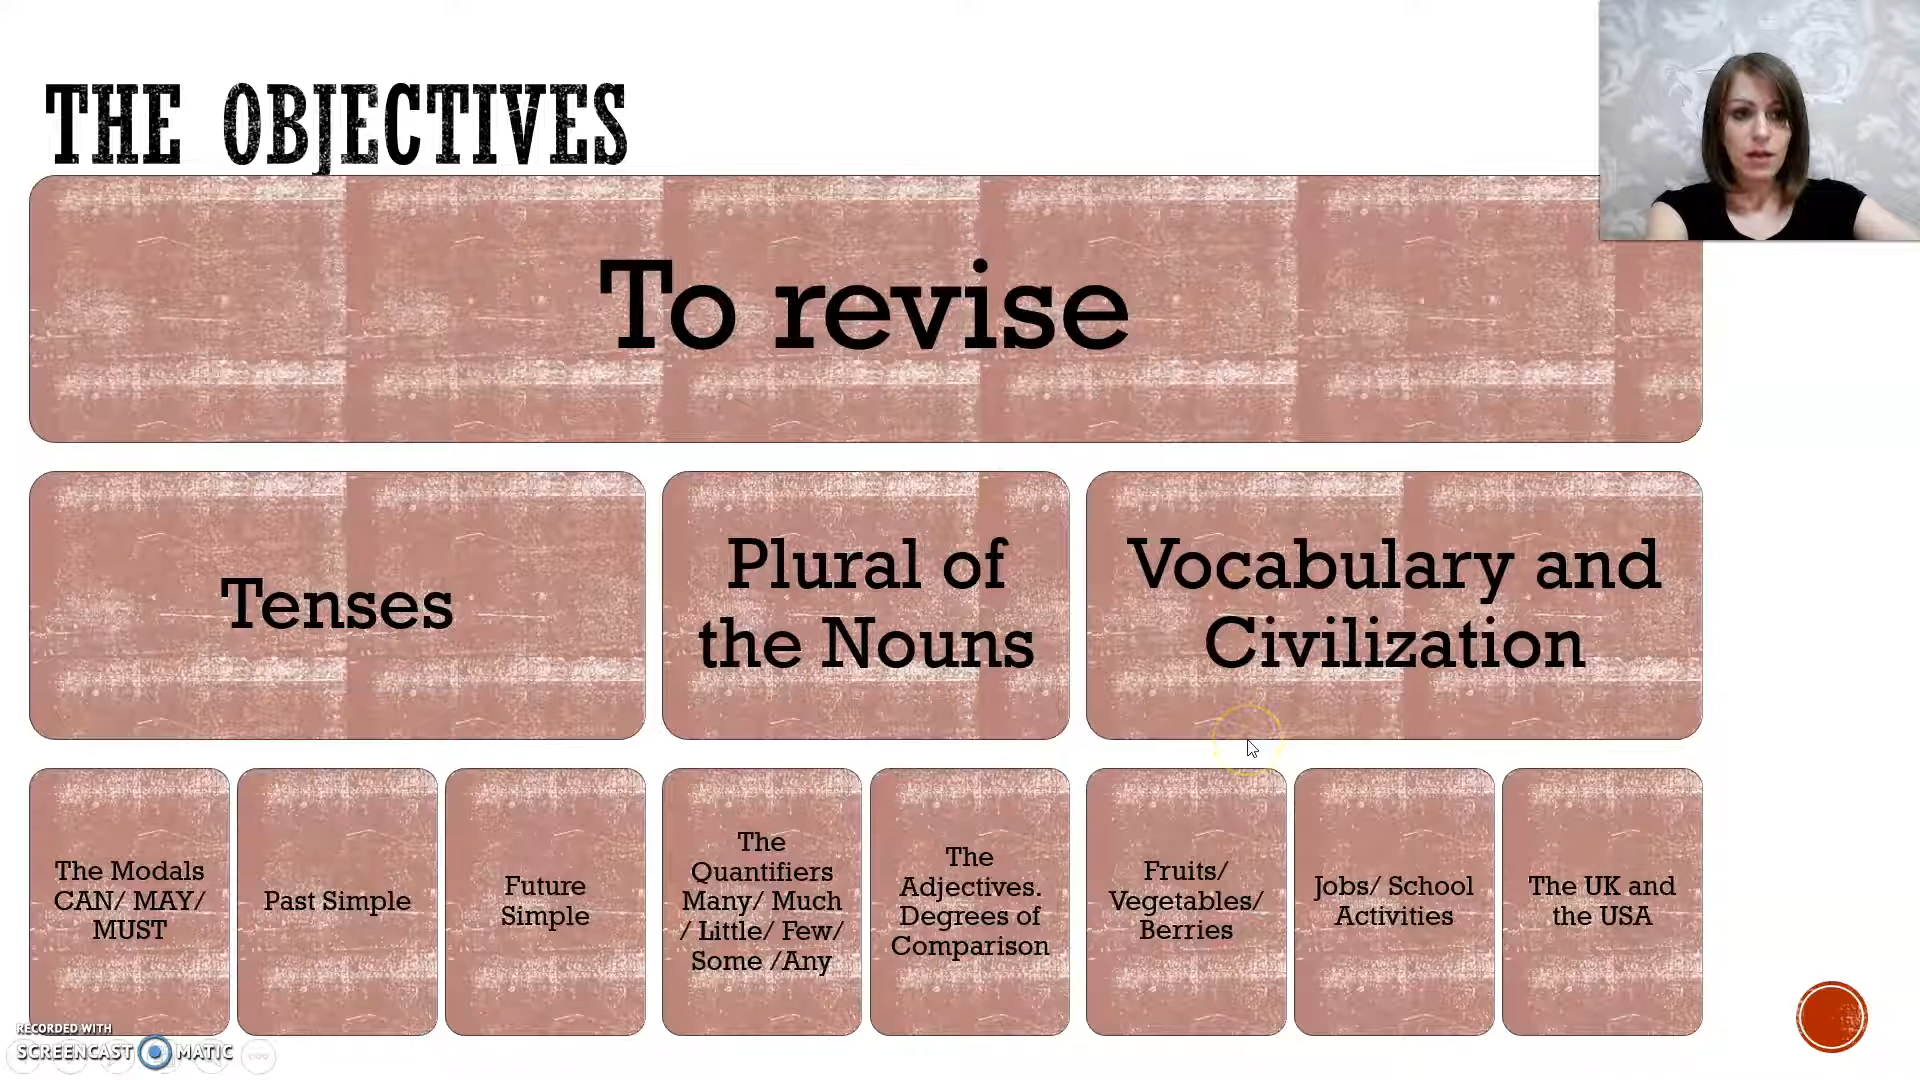 THE OBJECTIVES
To revise
Tenses
Plural of
the Nouns
Vocabulary and
Civilization
The Modals
CAN/ MAY/
MUST
Past Simple
Future
Simple
The
Quantifiers
Many/ Much
/ Little/ Few/
Some /Any
The
Adjectives.
Degrees of
Comparison
Fruits/
Vegetables/
Berries
Jobs/ School
Activities
The UK and
the USA
RECORDED WITH
SCREENCAST MATIC